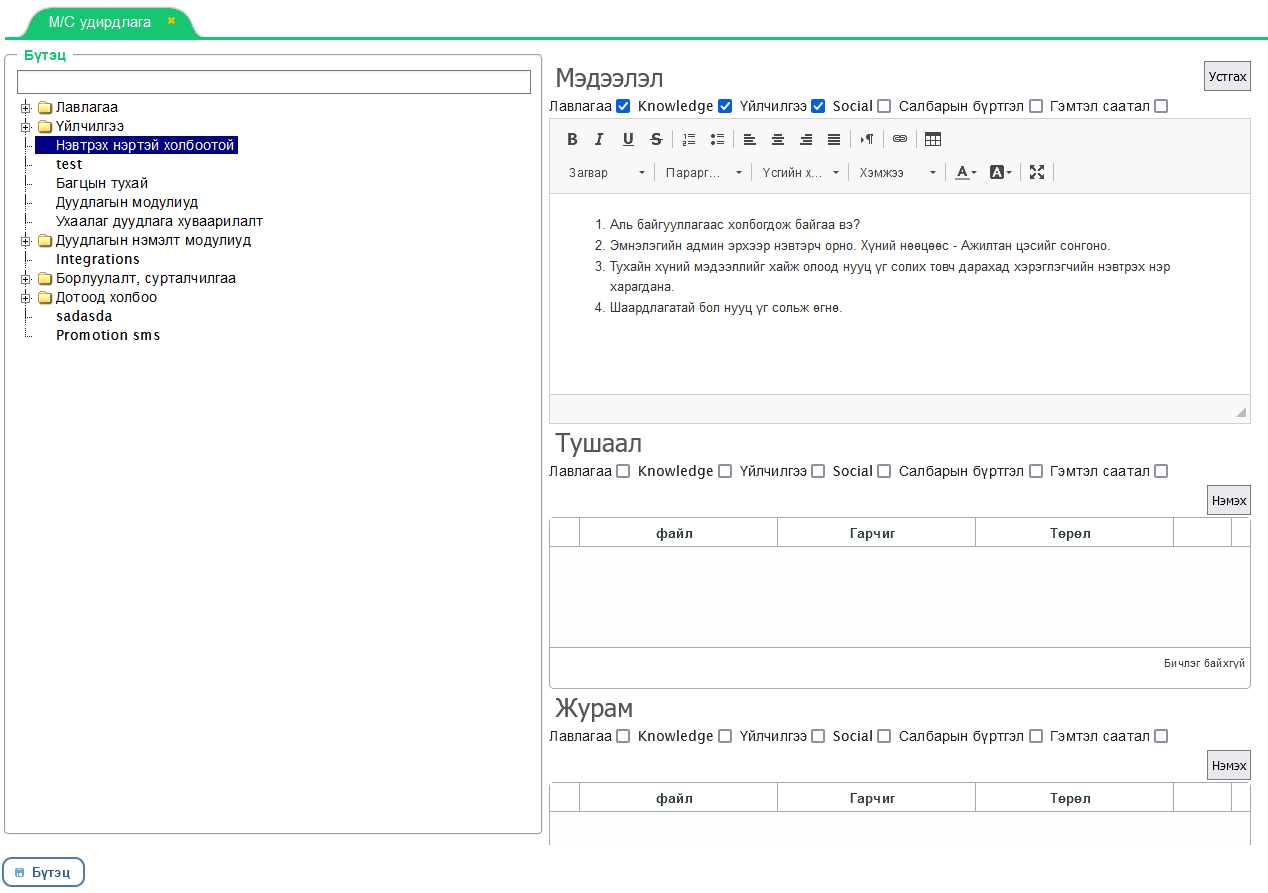 М/С удирдлага
Бүтэц
Лавлагаа
Үйлчилгээ
Нэвтрэх нэртэй холбоотой
test
Багцын тухай
Дуудлагын модулиуд
Ухаалаг дуудлага хуваарилалт
Дуудлагын нэмэлт модулиуд
Integrations
Борлуулалт, сурталчилгаа
Дотоод холбоо
sadasda
Promotion sms
Бүтэц
Мэдээлэл
Устгах
Лавлагаа Knowledge Үйлчилгээ Social Салбарын бүртгэл Гэмтэл саатал
Загвар Парарг... Үсгийн х... Хэмжээ
1. Аль байгууллагаас холбогдож байгаа вэ?
2. Эмнэлэгийн админ эрхээр нэвтэрч орно. Хүний нөөцөөс - Ажилтан цэсийг сонгоно.
3. Тухайн хүний мэдээллийг хайж олоод нууц үг солих товч дарахад хэрэглэгчийн нэвтрэх нэр
харагдана.
4. Шаардлагатай бол нууц үг сольж өгнө.
Тушаал
Лавлагаа Knowledge Үйлчилгээ Social Салбарын бүртгэл Гэмтэл саатал
Нэмэх
файл Гарчиг Төрөл
Бичлэг байхгүй
Журам
Лавлагаа Knowledge Үйлчилгээ Social Салбарын бүртгэл Гэмтэл саатал
Нэмэх
файл Гарчиг Төрөл